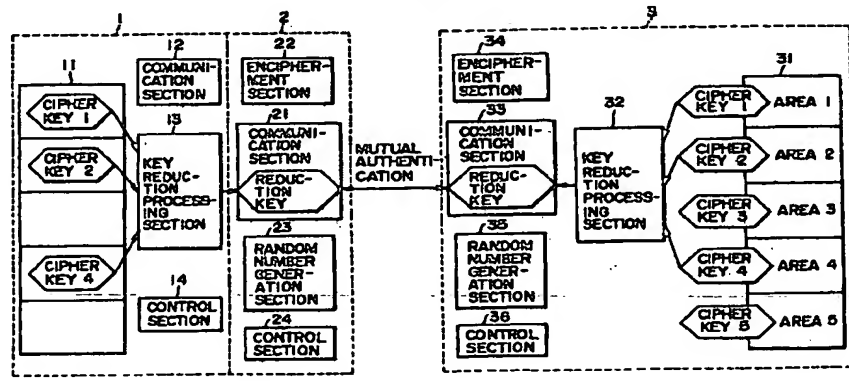 1
2
3
11
12
COMMUNI-
CATION
SECTION
13
CIPHER
KEY 1
CIPHER
KEY 2
CIPHER
KEY 4
KEY
REDUC-
TION
PROCESS-
ING
SECTION
14
CONTROL
SECTION
22
ENCIPHER-
MENT
SECTION
21
COMMUNI-
CATION
SECTION
REDUC-
TION
KEY
23
RANDOM
NUMBER
GENER-
ATION
SECTION
24
CONTROL
SECTION
MUTUAL
AUTHENTI-
CATION
34
ENCIPHER-
MENT
SECTION
33
COMMUNI-
CATION
SECTION
REDUC-
TION
KEY
35
RANDOM
NUMBER
GENER-
ATION
SECTION
36
CONTROL
SECTION
32
KEY
REDUCTION
PROCESS-
ING
SECTION
31
CIPHER
KEY 1
AREA 1
CIPHER
KEY 2
AREA 2
CIPHER
KEY 3
AREA 3
CIPHER
KEY 4
AREA 4
CIPHER
KEY 5
AREA 5